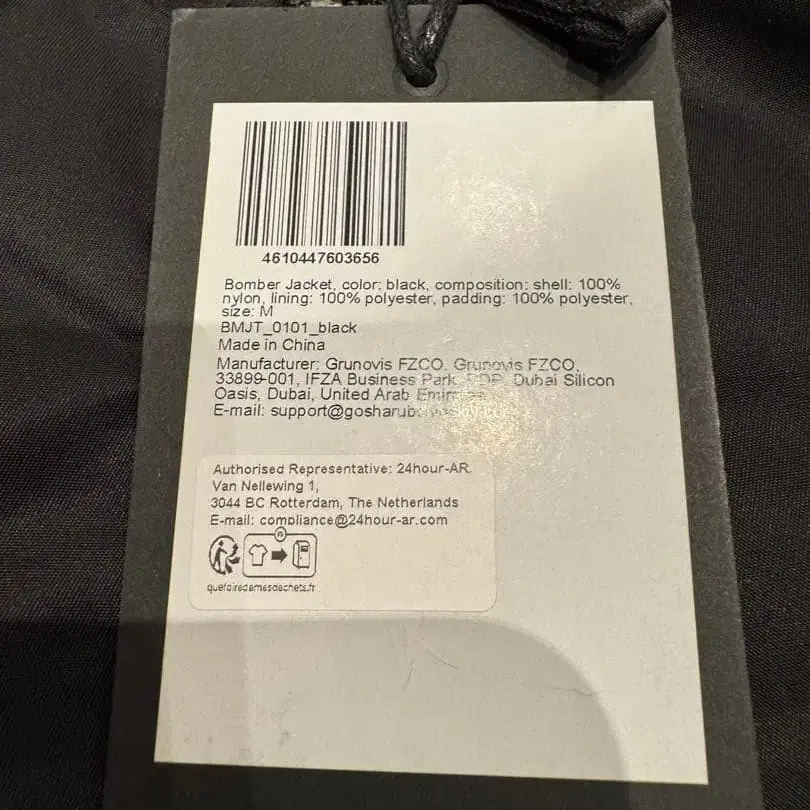 4610447603656
Bomber Jacket, color: black, composition: shell: 100%
nylon, lining: 100% polyester, padding: 100% polyester,
size: M
BMJT_0101_black
Made in China
Manufacturer: Grunovis FZCO. Grunovis FZCO,
33899-001, IFZA Business Park, DDP, Dubai Silicon
Oasis, Dubai, United Arab
E-mail:
Authorised Representative: 24hour-AR.
Van Nellewing 1,
3044 BC Rotterdam, The Netherlands
E-mail: compliance@24hour-ar.com
FR
quefairedemesdechets.fr